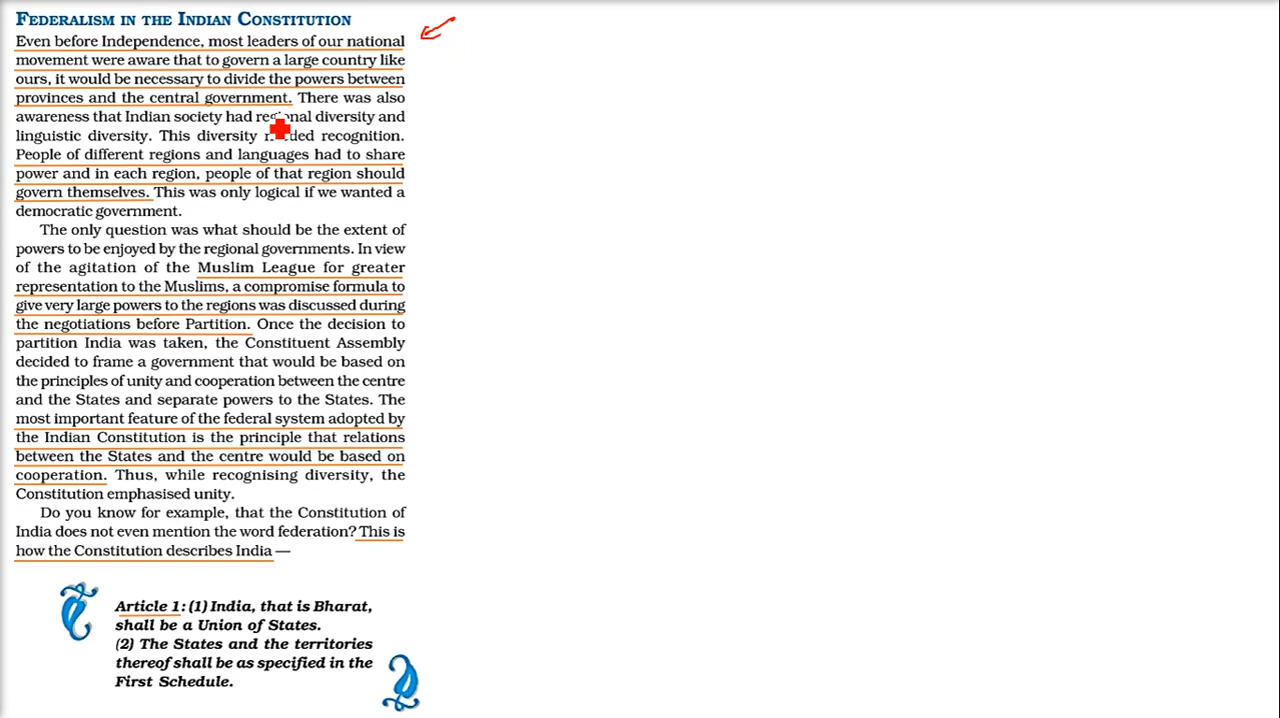 FEDERALISM IN THE INDIAN CONSTITUTION
Even before Independence, most leaders of our national
movement were aware that to govern a large country like
ours, it would be necessary to divide the powers between
provinces and the central government. There was also
awareness that Indian society had regional diversity and
linguistic diversity. This diversity needed recognition.
People of different regions and languages had to share
power and in each region, people of that region should
govern themselves. This was only logical if we wanted a
democratic government.
The only question was what should be the extent of
powers to be enjoyed by the regional governments. In view
of the agitation of the Muslim League for greater
representation to the Muslims, a compromise formula to
give very large powers to the regions was discussed during
the negotiations before Partition. Once the decision to
partition India was taken, the Constituent Assembly
decided to frame a government that would be based on
the principles of unity and cooperation between the centre
and the States and separate powers to the States. The
most important feature of the federal system adopted by
the Indian Constitution is the principle that relations
between the States and the centre would be based on
cooperation. Thus, while recognising diversity, the
Constitution emphasised unity.
Do you know for example, that the Constitution of
India does not even mention the word federation? This is
how the Constitution describes India —
Article 1: (1) India, that is Bharat,
shall be a Union of States.
(2) The States and the territories
thereof shall be as specified in the
First Schedule.